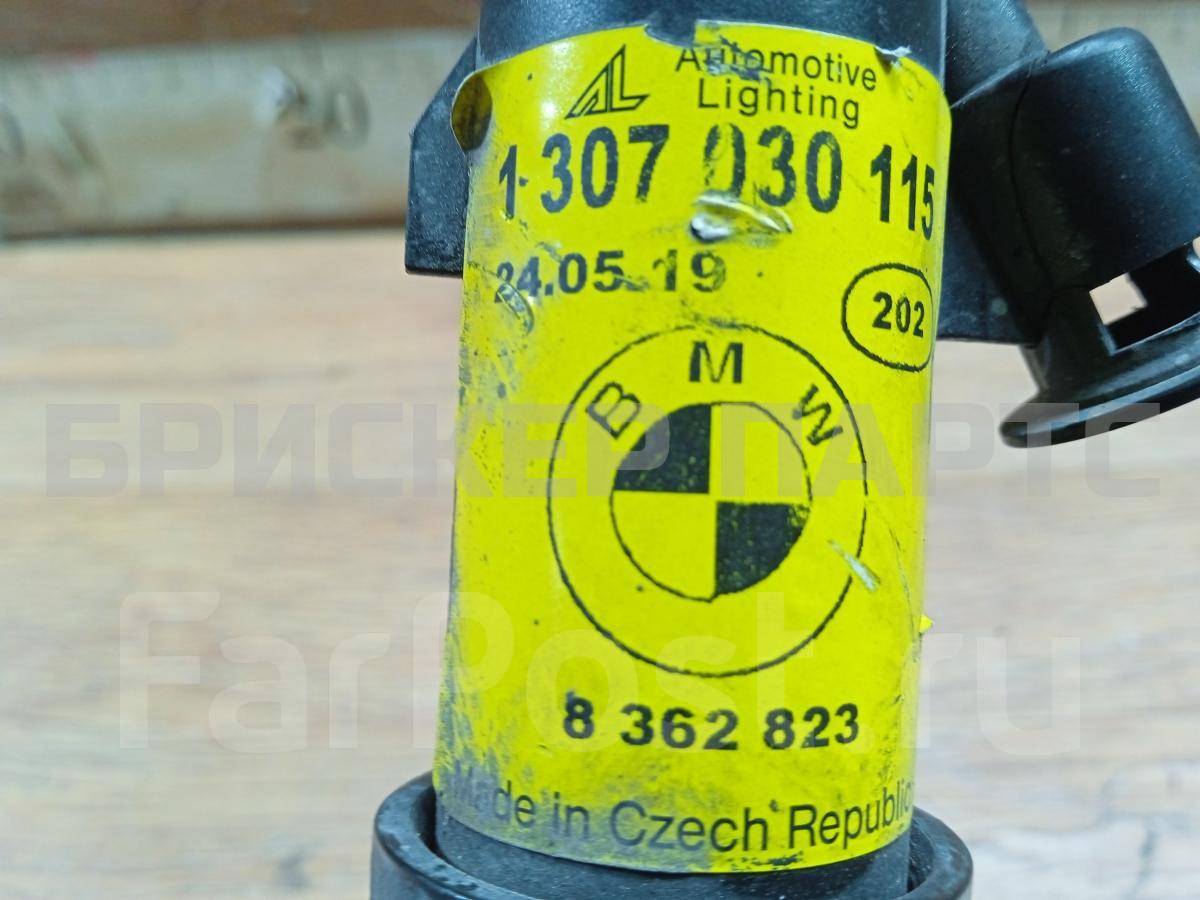 AL Automotive
Lighting
1 307 030 115
24.05.19
202
B M W
БРИСКЕР ПАРТС
FarPost.ru
8 362 823
Made in Czech Republic